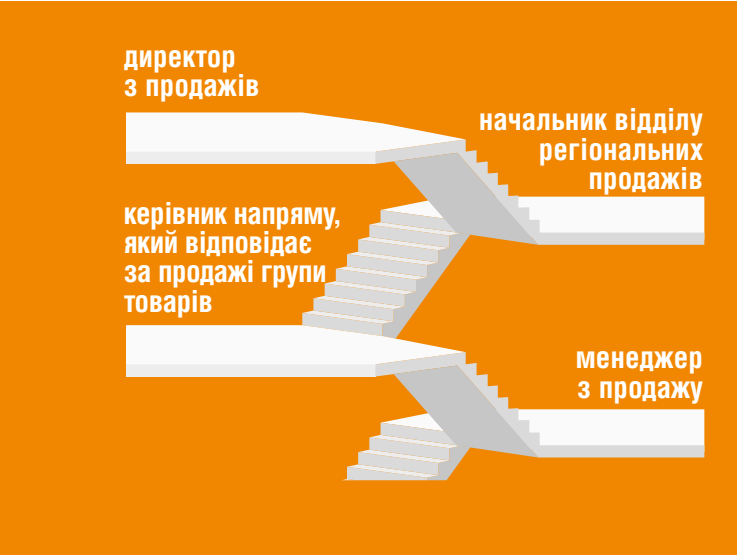 директор
з продажів
начальник відділу
регіональних
продажів
керівник напряму,
який відповідає
за продажі групи
товарів
менеджер
з продажу